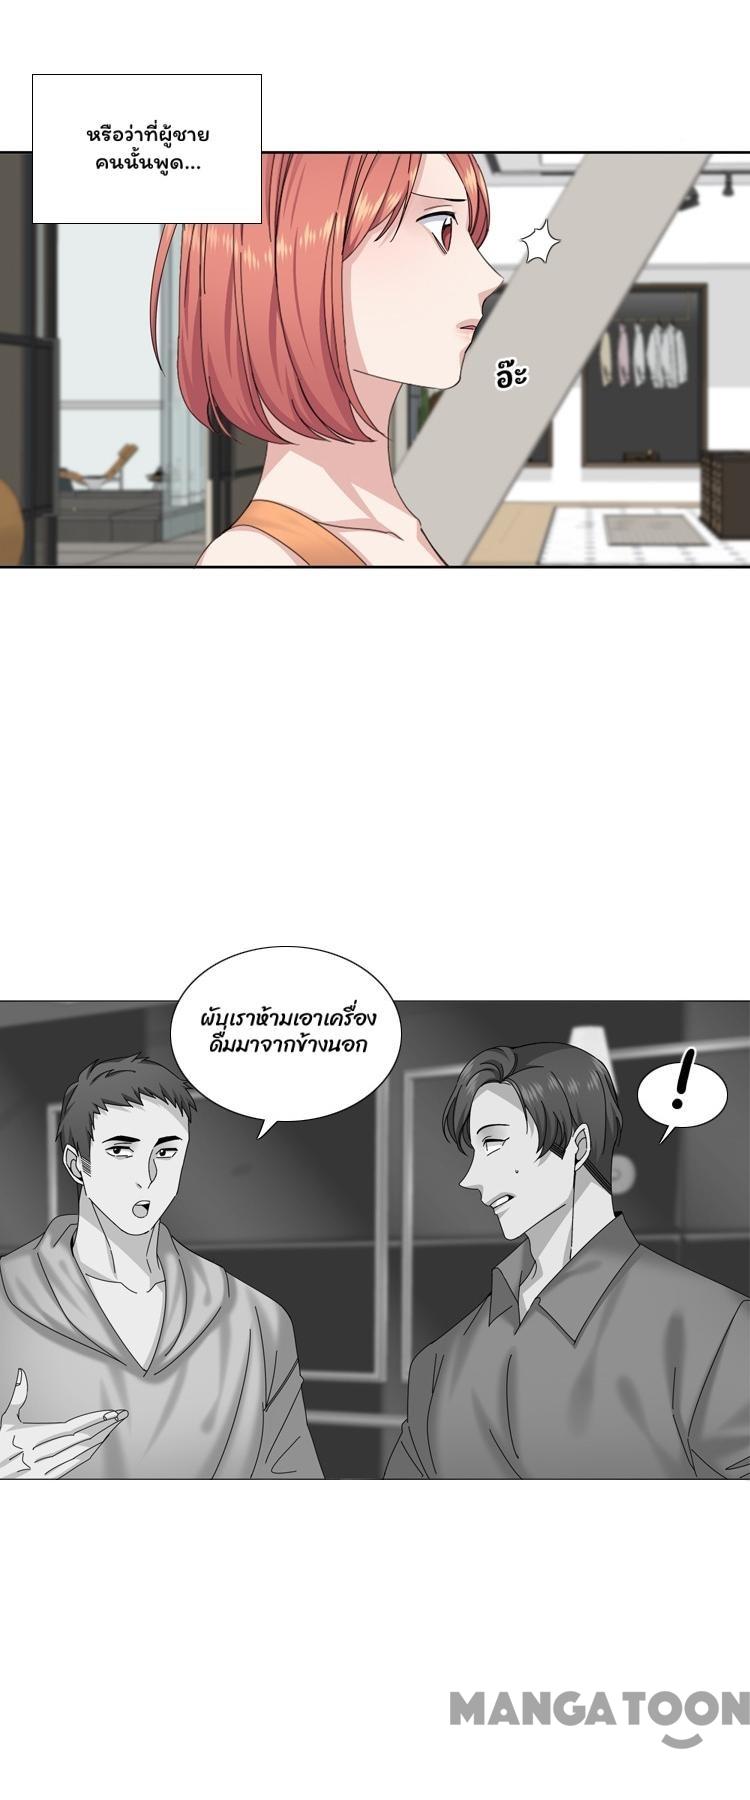 หรือว่าที่ผู้ชาย
คนนั้นพูด...
อ๊ะ
ผับเราห้ามเอาเครื่อง
ดื่มมาจากข้างนอก
!
MANGATOON